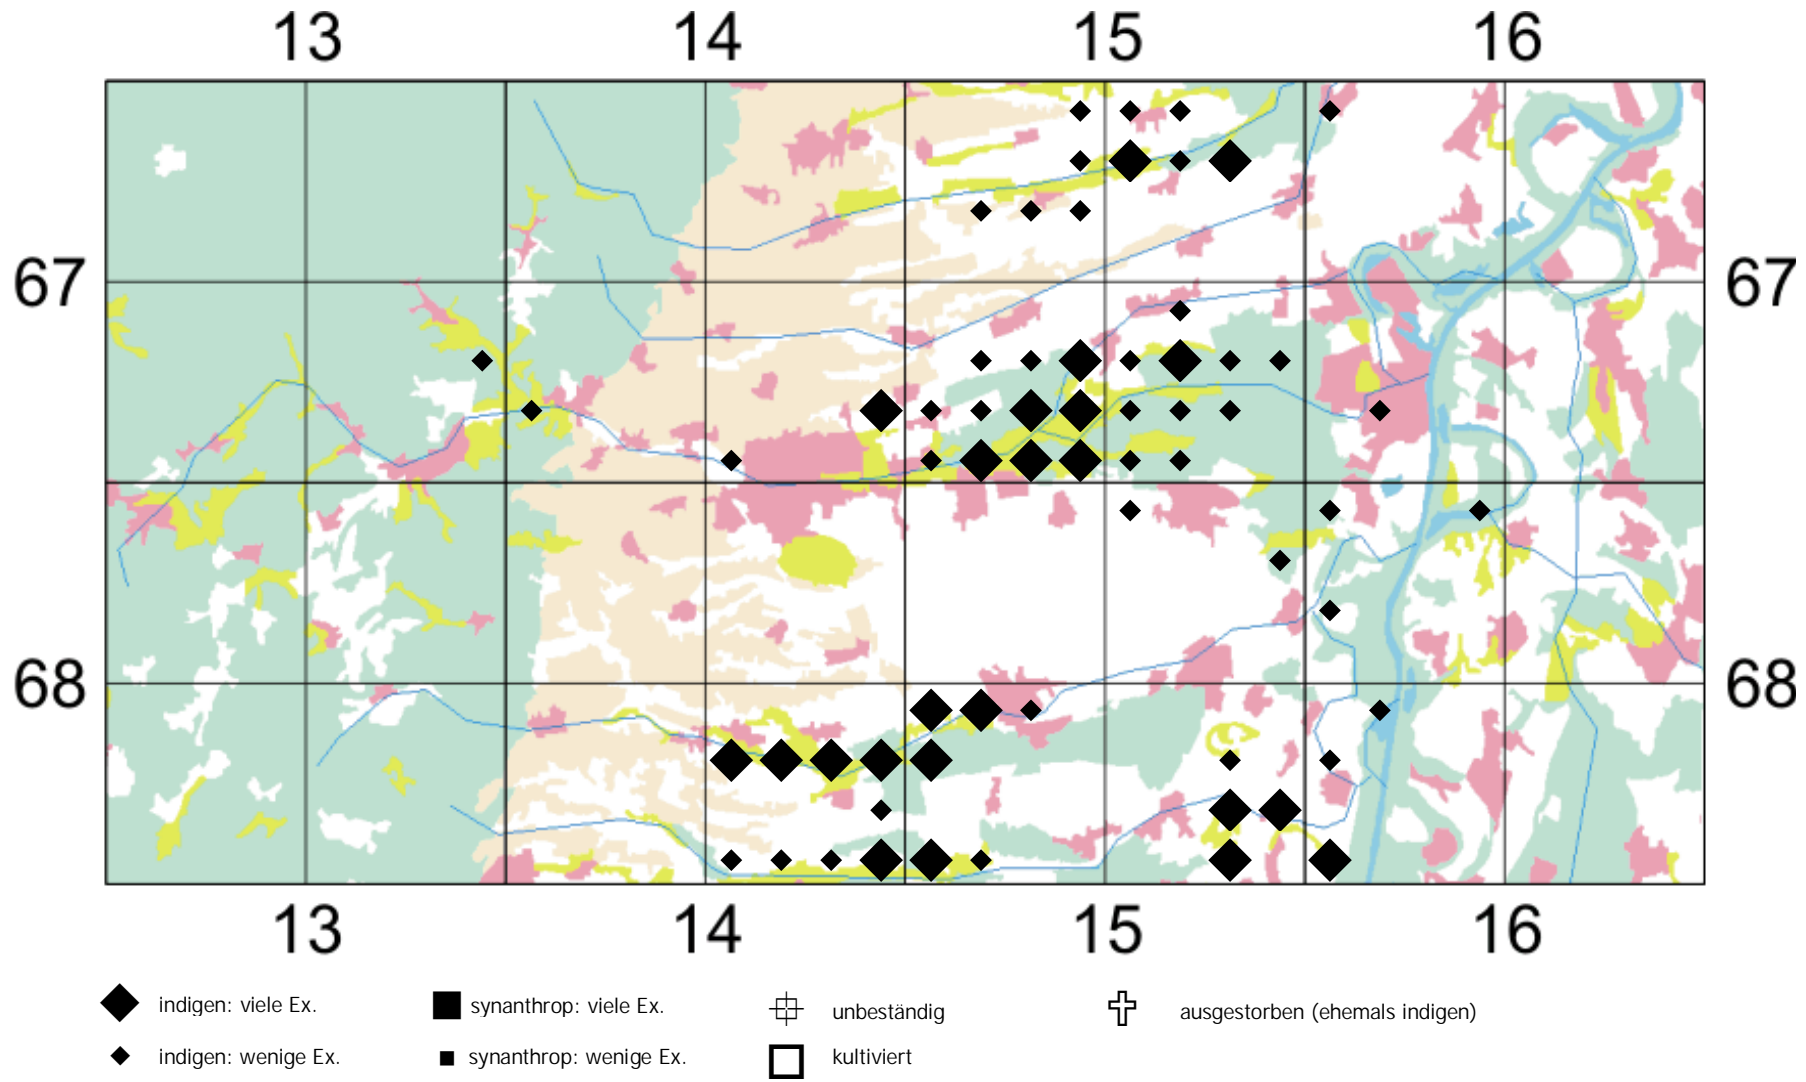 13 14 15 16
67 67
68 68
13 14 15 16
indigen: viele Ex. synanthrop: viele Ex. unbeständig ausgestorben (ehemals indigen)
indigen: wenige Ex. synanthrop: wenige Ex. kultiviert